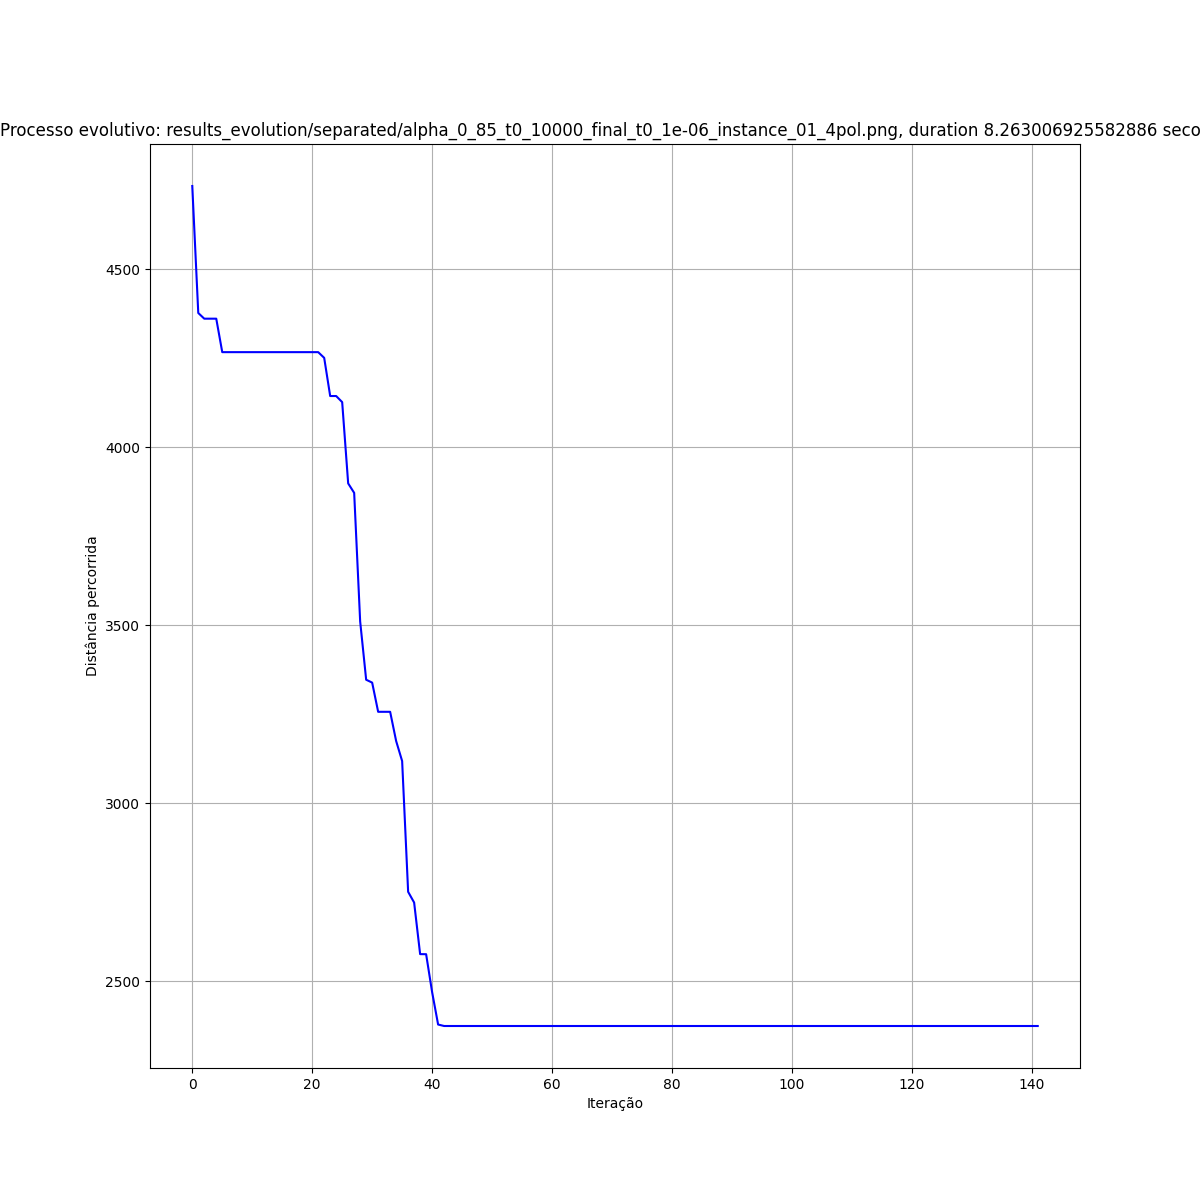 Processo evolutivo: results_evolution/separated/alpha_0_85_t0_10000_final_t0_1e-06_instance_01_4pol.png, duration 8.263006925582886 seco
4500
4000
3500
3000
2500
Distância percorrida
0 20 40 60 80 100 120 140
Iteração